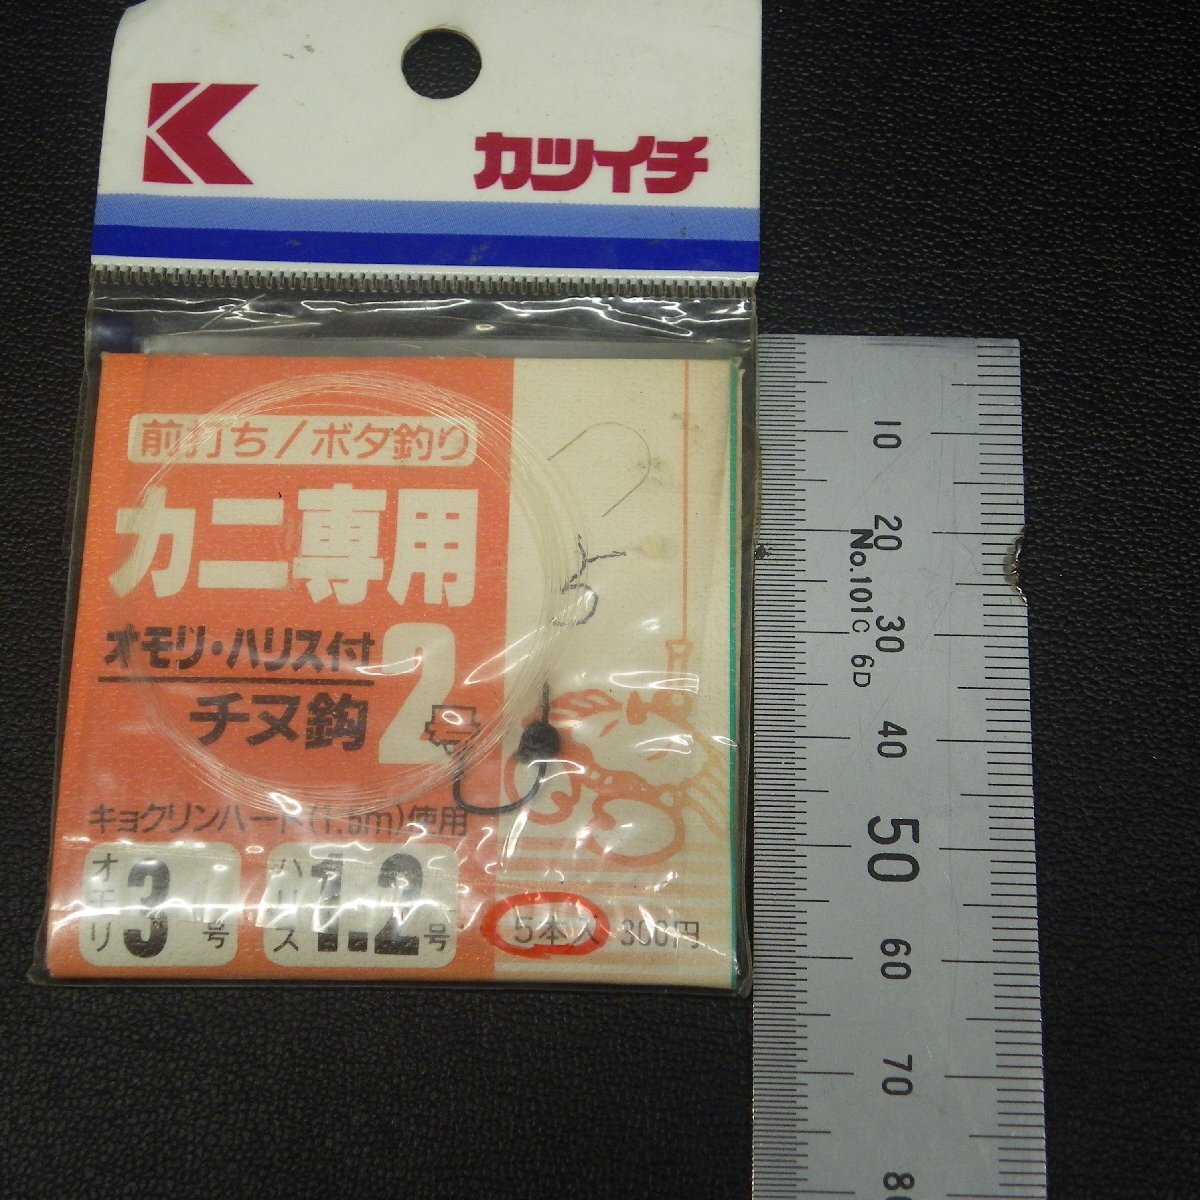 K
カツイチ
前打ち/ボタ釣り
カニ専用
オモリ・ハリス付
チヌ鈎 2号
キョクリンハード(1.5m)使用
オモリ 3号
ハリス 1.2号
5本入 300円
10
20
30
40
50
60
70
80
No.101C 6D